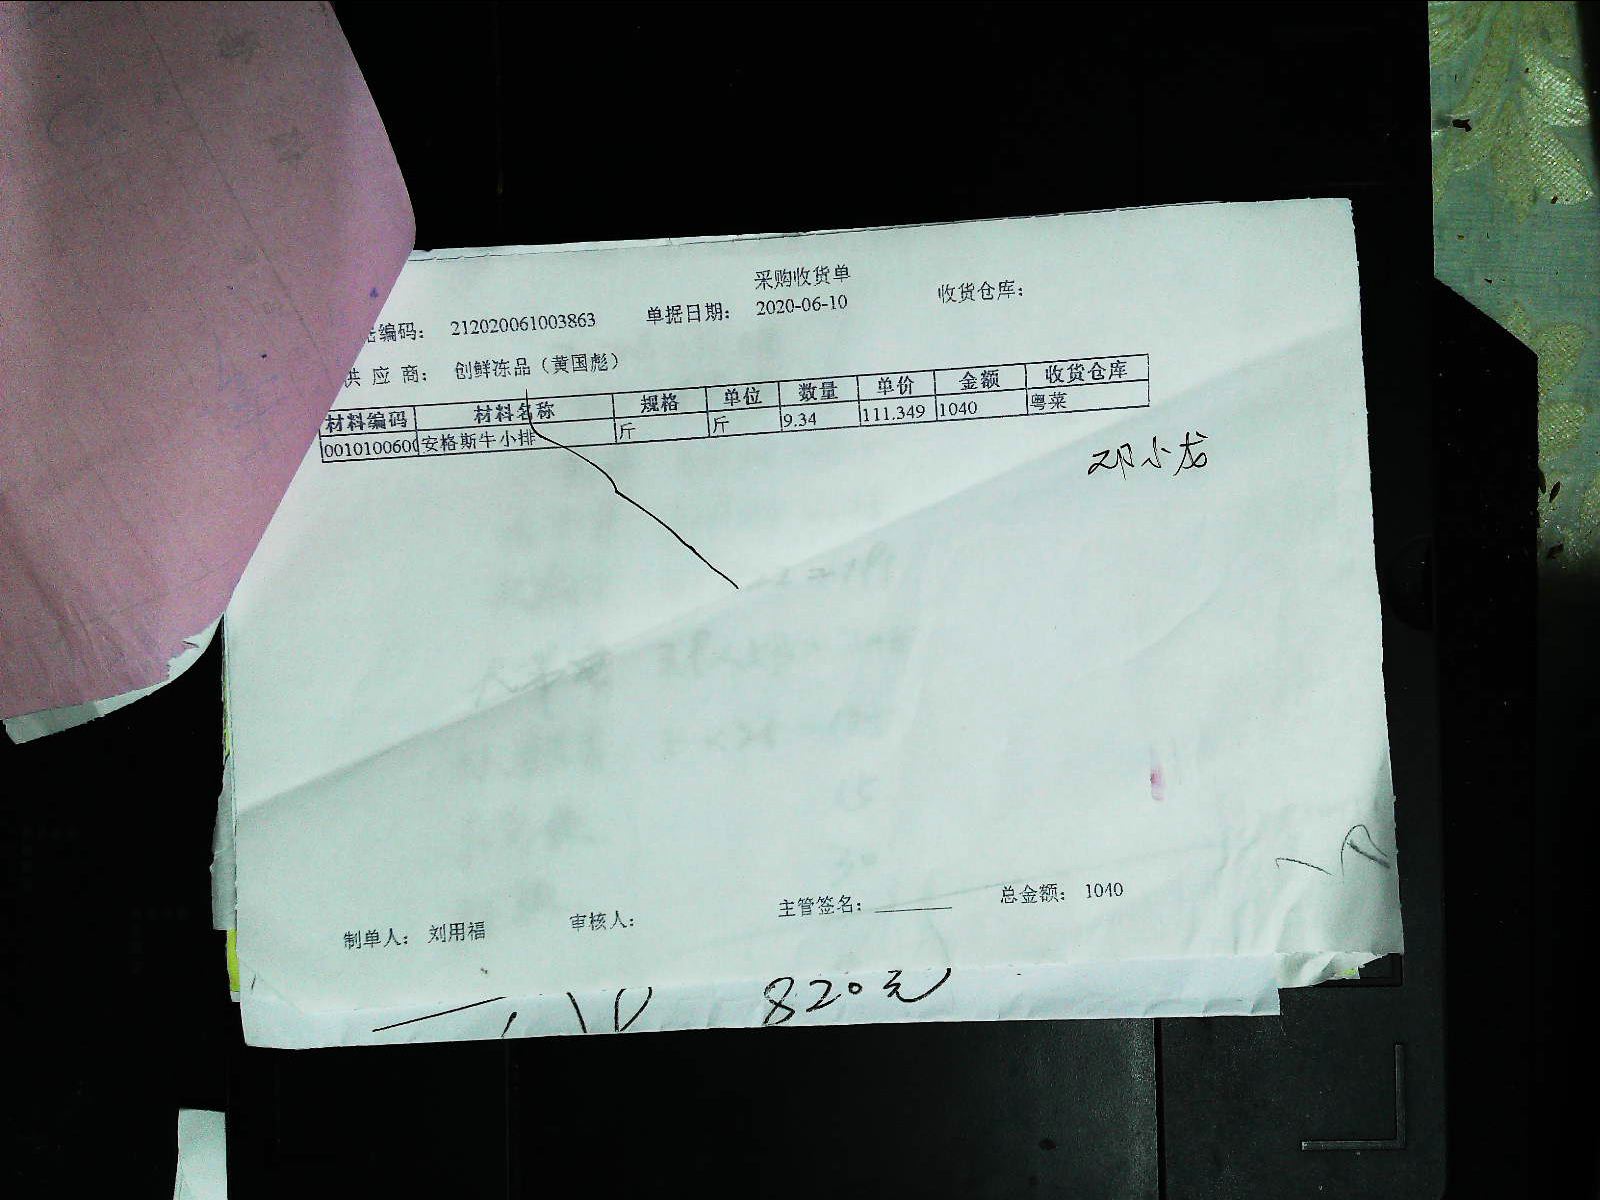 采购收货单
编码: 212020061003863 单据日期: 2020-06-10 收货仓库:
供应商: 创鲜冻品（黄国彪）
材料编码 材料名称 规格 单位 数量 单价 金额 收货仓库
0010100600 安格斯牛小排 斤 斤 9.34 111.349 1040 粤菜
邓小龙
制单人: 刘用福 审核人: 主管签名: 总金额: 1040
820元